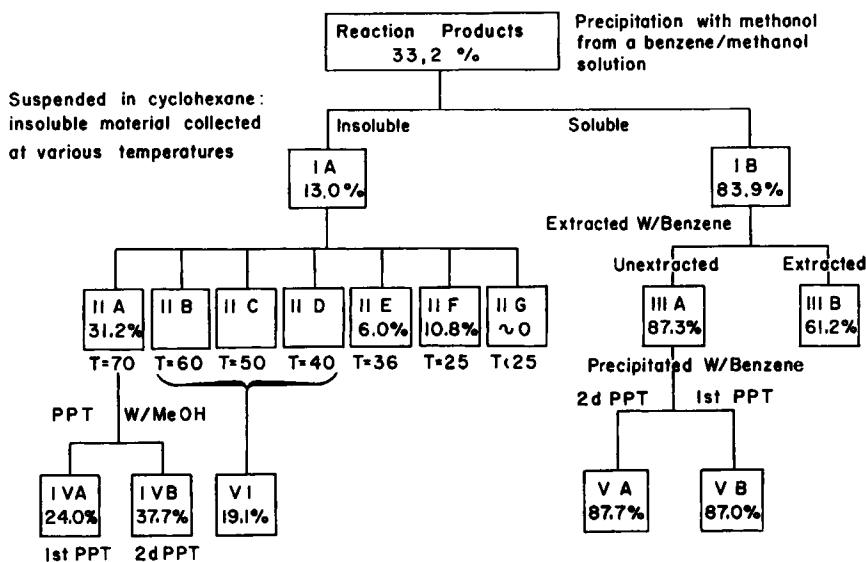 Reaction Products
33,2 %
Precipitation with methanol
from a benzene/methanol
solution
Suspended in cyclohexane:
insoluble material collected
at various temperatures
Insoluble
Soluble
I A
13,0%
I B
83.9%
Extracted W/Benzene
Unextracted
Extracted
II A
31.2%
II B
II C
II D
II E
6.0%
II F
10.8%
II G
~0
III A
87.3%
III B
61.2%
T=70
T=60
T=50
T=40
T=36
T=25
T<25
Precipitated W/Benzene
PPT W/MeOH
2d PPT
1st PPT
IVA
24.0%
IVB
37.7%
VI
19.1%
V A
87.7%
V B
87.0%
1st PPT
2d PPT